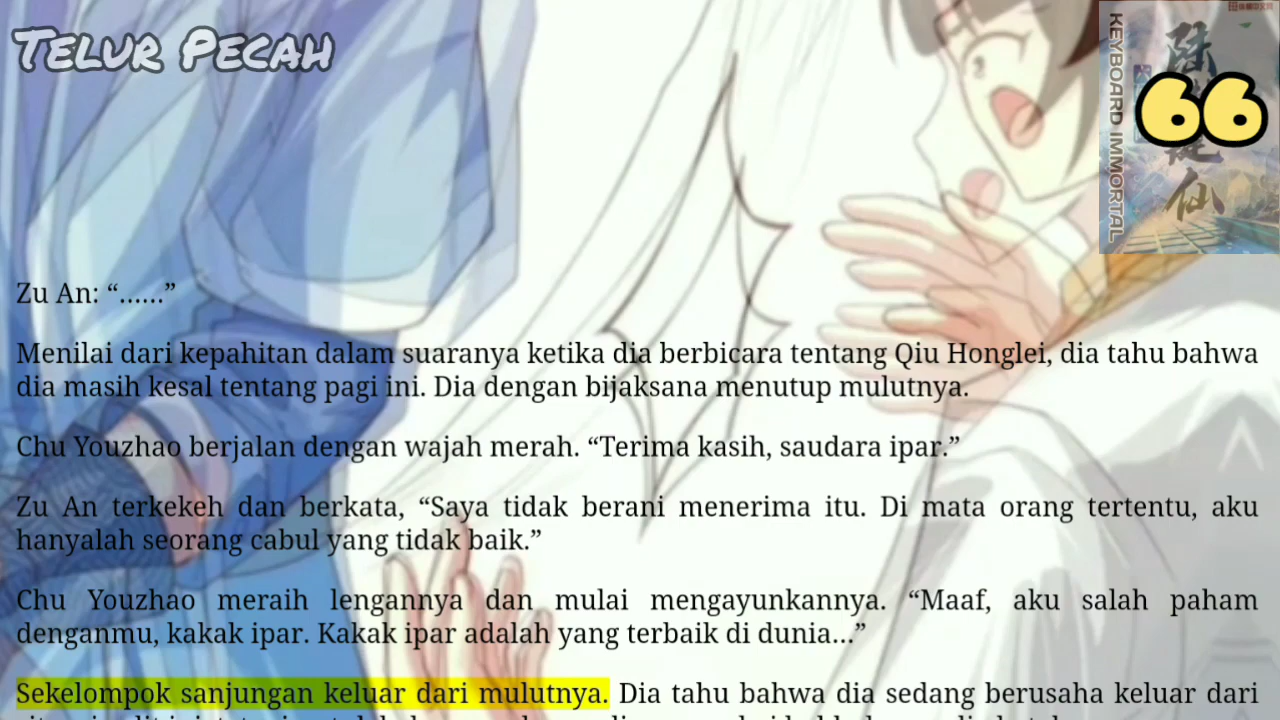 Telur Pecah
KEYBOARD IMMORTAL
66
仙
Zu An: “......”
Menilai dari kepahitan dalam suaranya ketika dia berbicara tentang Qiu Honglei, dia tahu bahwa
dia masih kesal tentang pagi ini. Dia dengan bijaksana menutup mulutnya.
Chu Youzhao berjalan dengan wajah merah. “Terima kasih, saudara ipar.”
Zu An terkekeh dan berkata, “Saya tidak berani menerima itu. Di mata orang tertentu, aku
hanyalah seorang cabul yang tidak baik.”
Chu Youzhao meraih lengannya dan mulai mengayunkannya. “Maaf, aku salah paham
denganmu, kakak ipar. Kakak ipar adalah yang terbaik di dunia...”
Sekelompok sanjungan keluar dari mulutnya. Dia tahu bahwa dia sedang berusaha keluar dari